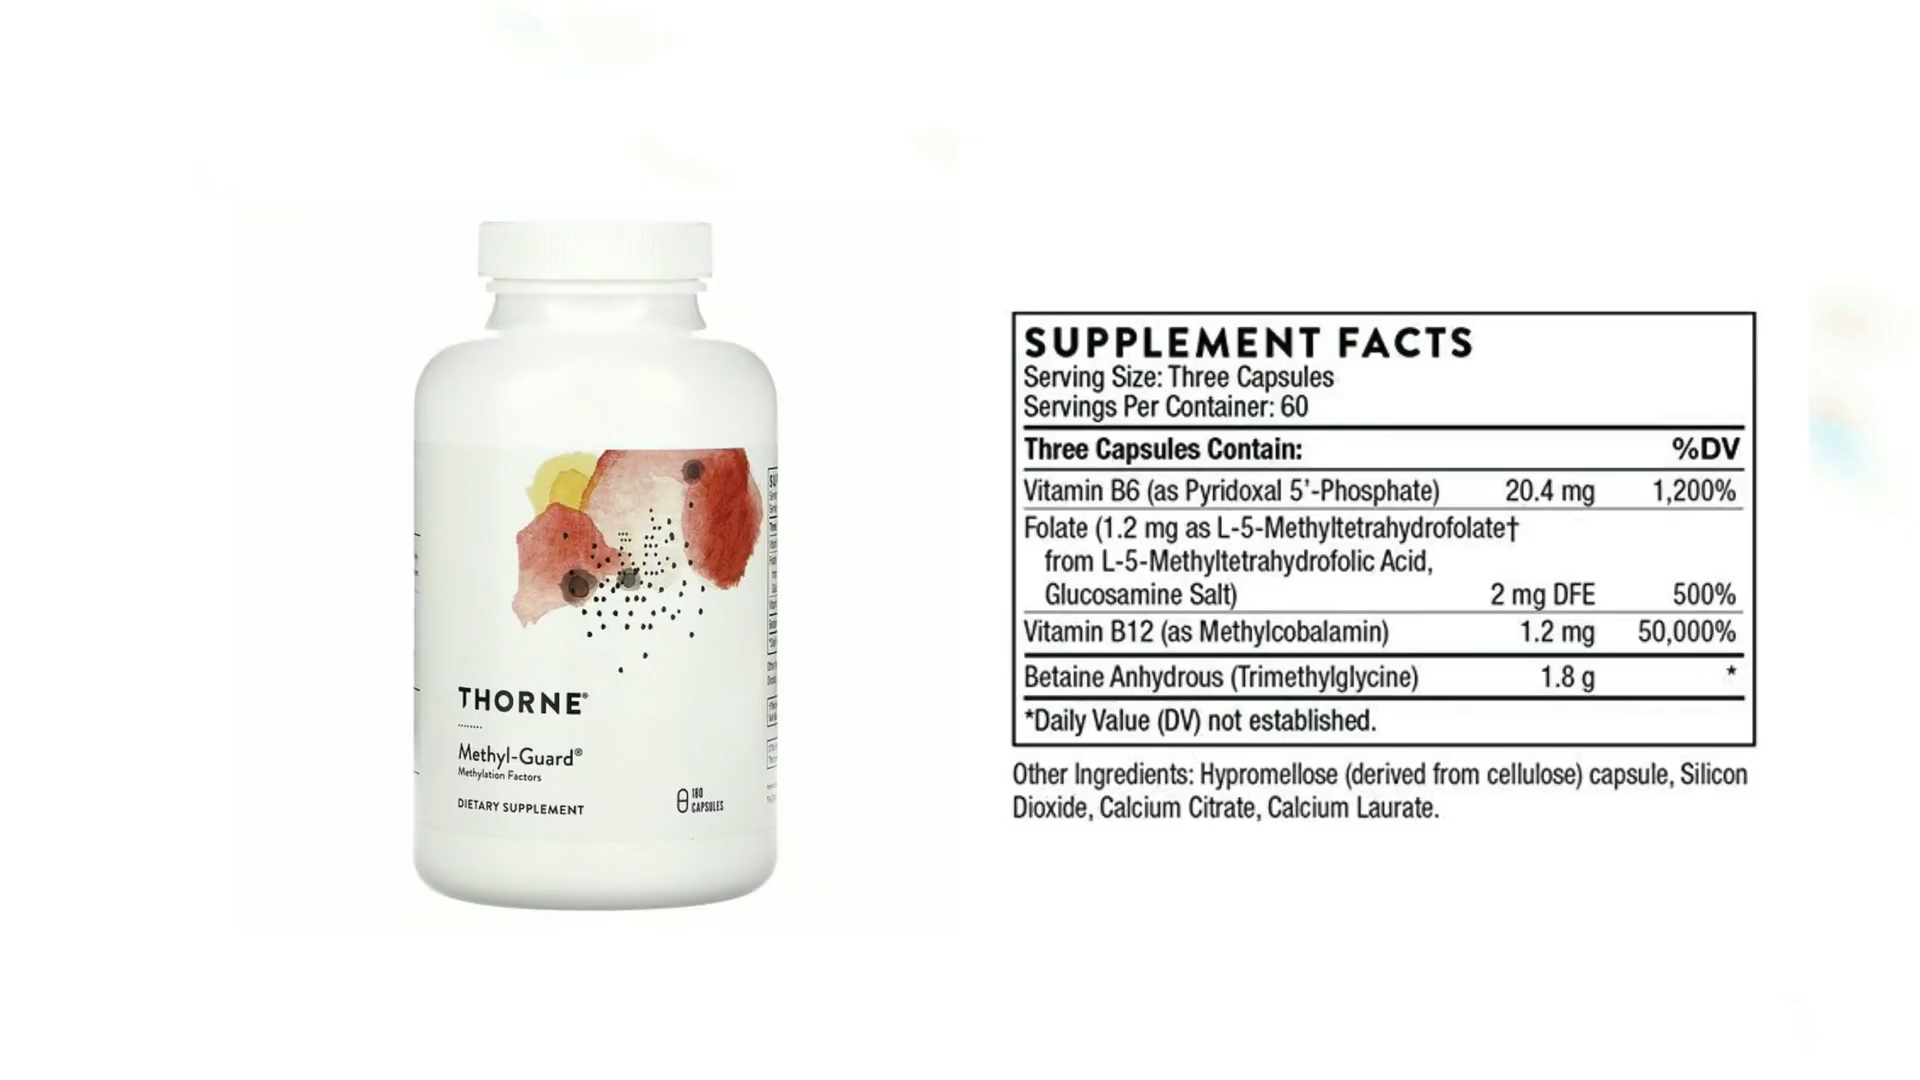 THORNE®
Methyl-Guard®
Methylation Factors
DIETARY SUPPLEMENT
180
CAPSULES
SUPPLEMENT FACTS
Serving Size: Three Capsules
Servings Per Container: 60
Three Capsules Contain: %DV
Vitamin B6 (as Pyridoxal 5’-Phosphate) 20.4 mg 1,200%
Folate (1.2 mg as L-5-Methyltetrahydrofolate†
from L-5-Methyltetrahydrofolic Acid,
Glucosamine Salt) 2 mg DFE 500%
Vitamin B12 (as Methylcobalamin) 1.2 mg 50,000%
Betaine Anhydrous (Trimethylglycine) 1.8 g *
*Daily Value (DV) not established.
Other Ingredients: Hypromellose (derived from cellulose) capsule, Silicon
Dioxide, Calcium Citrate, Calcium Laurate.